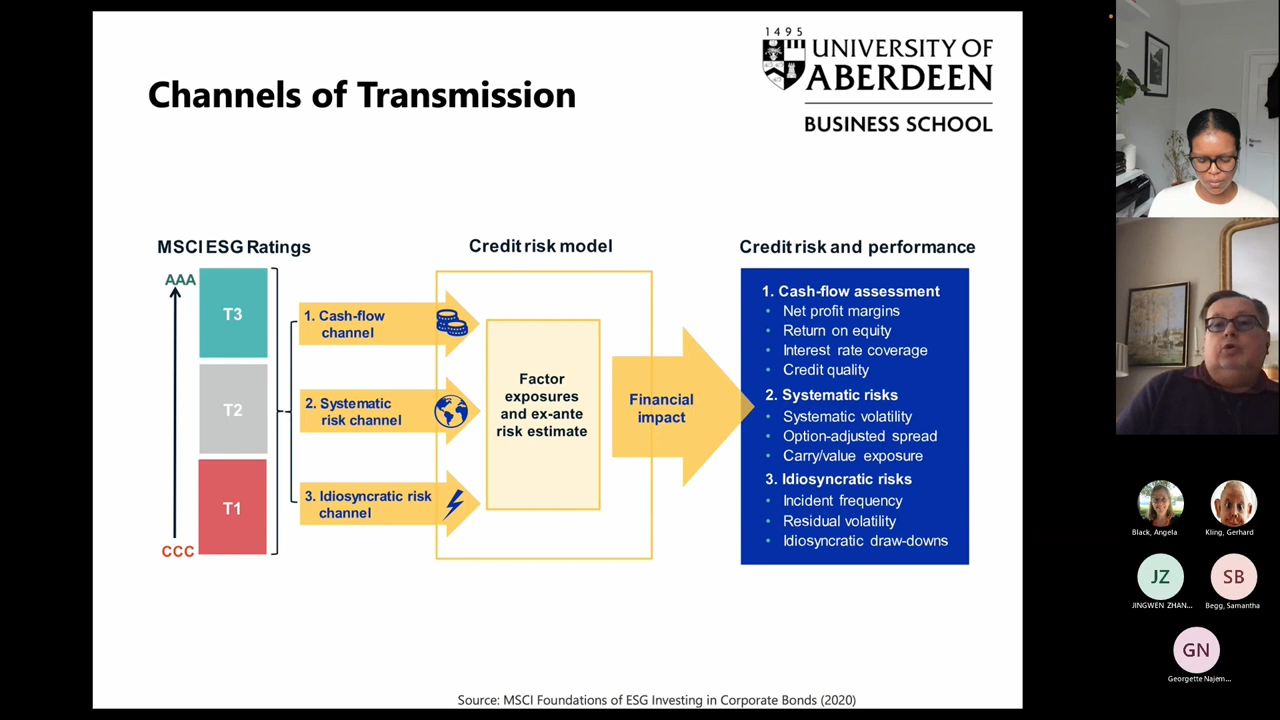 Channels of Transmission
1495
UNIVERSITY OF
ABERDEEN
BUSINESS SCHOOL
MSCI ESG Ratings
AAA
T3
T2
T1
CCC
1. Cash-flow
channel
2. Systematic
risk channel
3. Idiosyncratic risk
channel
Credit risk model
Factor
exposures
and ex-ante
risk estimate
Financial
impact
Credit risk and performance
1. Cash-flow assessment
• Net profit margins
• Return on equity
• Interest rate coverage
• Credit quality
2. Systematic risks
• Systematic volatility
• Option-adjusted spread
• Carry/value exposure
3. Idiosyncratic risks
• Incident frequency
• Residual volatility
• Idiosyncratic draw-downs
Source: MSCI Foundations of ESG Investing in Corporate Bonds (2020)
Black, Angela
Kling, Gerhard
JZ
JINGWEN ZHAN...
SB
Begg, Samantha
GN
Georgette Najem...